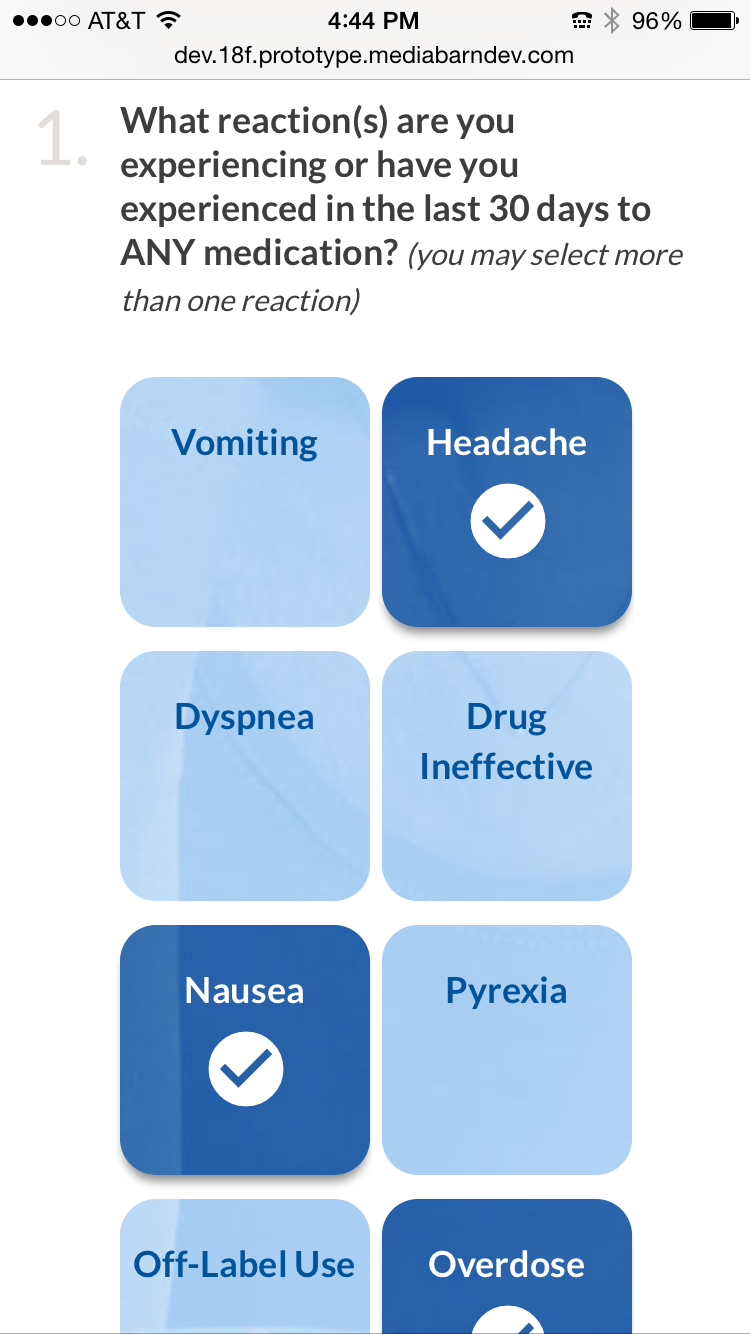 AT&T 4:44 PM 96%
dev.18f.prototype.mediabarndev.com
1. What reaction(s) are you
experiencing or have you
experienced in the last 30 days to
ANY medication? (you may select more
than one reaction)
Vomiting Headache
Dyspnea Drug
Ineffective
Nausea Pyrexia
Off-Label Use Overdose